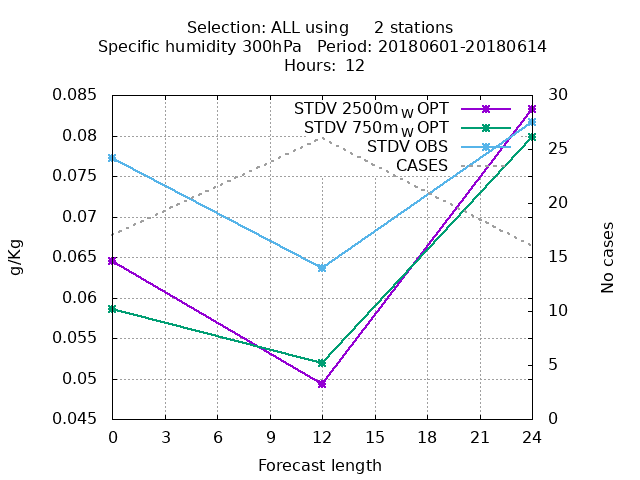 Selection: ALL using 2 stations
Specific humidity 300hPa Period: 20180601-20180614
Hours: 12
STDV 2500m_W OPT
STDV 750m_W OPT
STDV OBS
CASES
0.085
0.08
0.075
0.07
0.065
0.06
0.055
0.05
0.045
30
25
20
15
10
5
0
g/Kg
No cases
0 3 6 9 12 15 18 21 24
Forecast length